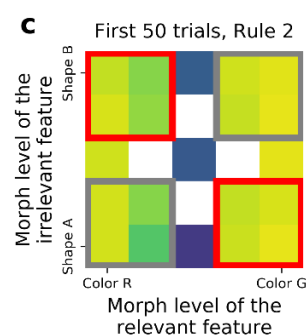 c
First 50 trials, Rule 2
Morph level of the
irrelevant feature
Shape B
Shape A
Color R
Color G
Morph level of the
relevant feature